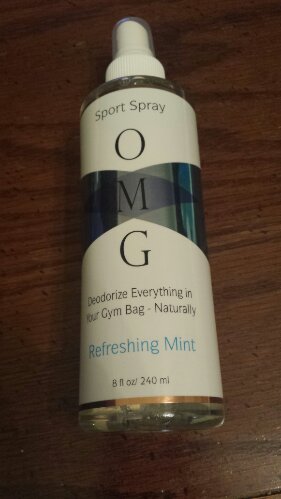 Sport Spray
O
M
G
Deodorize Everything in
Your Gym Bag - Naturally
Refreshing Mint
8 fl oz/ 240 ml